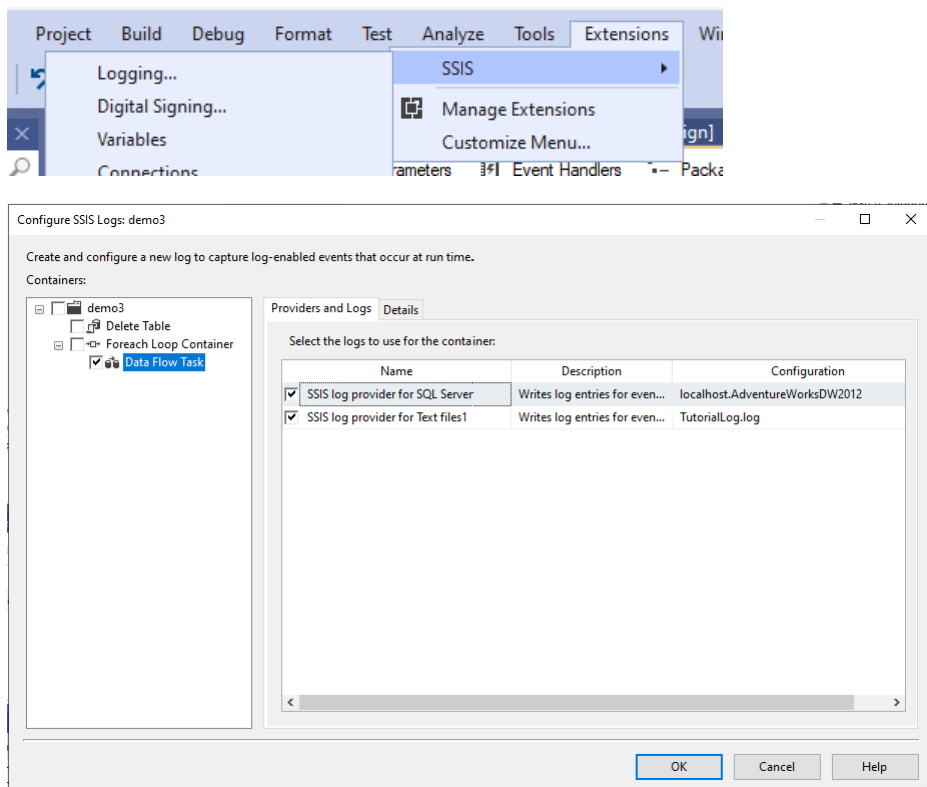 Project Build Debug Format Test Analyze Tools Extensions Wi
Logging... SSIS
Digital Signing... Manage Extensions
Variables Customize Menu... ign]
Connections rameters Event Handlers Packa
Configure SSIS Logs: demo3
Create and configure a new log to capture log-enabled events that occur at run time.
Containers:
demo3
Delete Table
Foreach Loop Container
Data Flow Task
Providers and Logs Details
Select the logs to use for the container:
Name Description Configuration
SSIS log provider for SQL Server Writes log entries for even... localhost.AdventureWorksDW2012
SSIS log provider for Text files1 Writes log entries for even... TutorialLog.log
OK Cancel Help